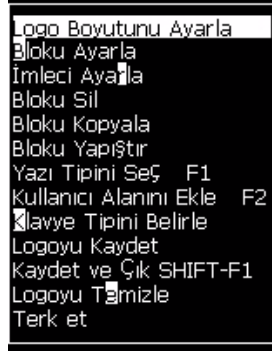 Logo Boyutunu Ayarla
Bloku Ayarla
İmleci Ayarla
Bloku Sil
Bloku Kopyala
Bloku Yapıştır
Yazı Tipini Seç F1
Kullanıcı Alanını Ekle F2
Klavye Tipini Belirle
Logoyu Kaydet
Kaydet ve Çık SHIFT-F1
Logoyu Temizle
Terk et